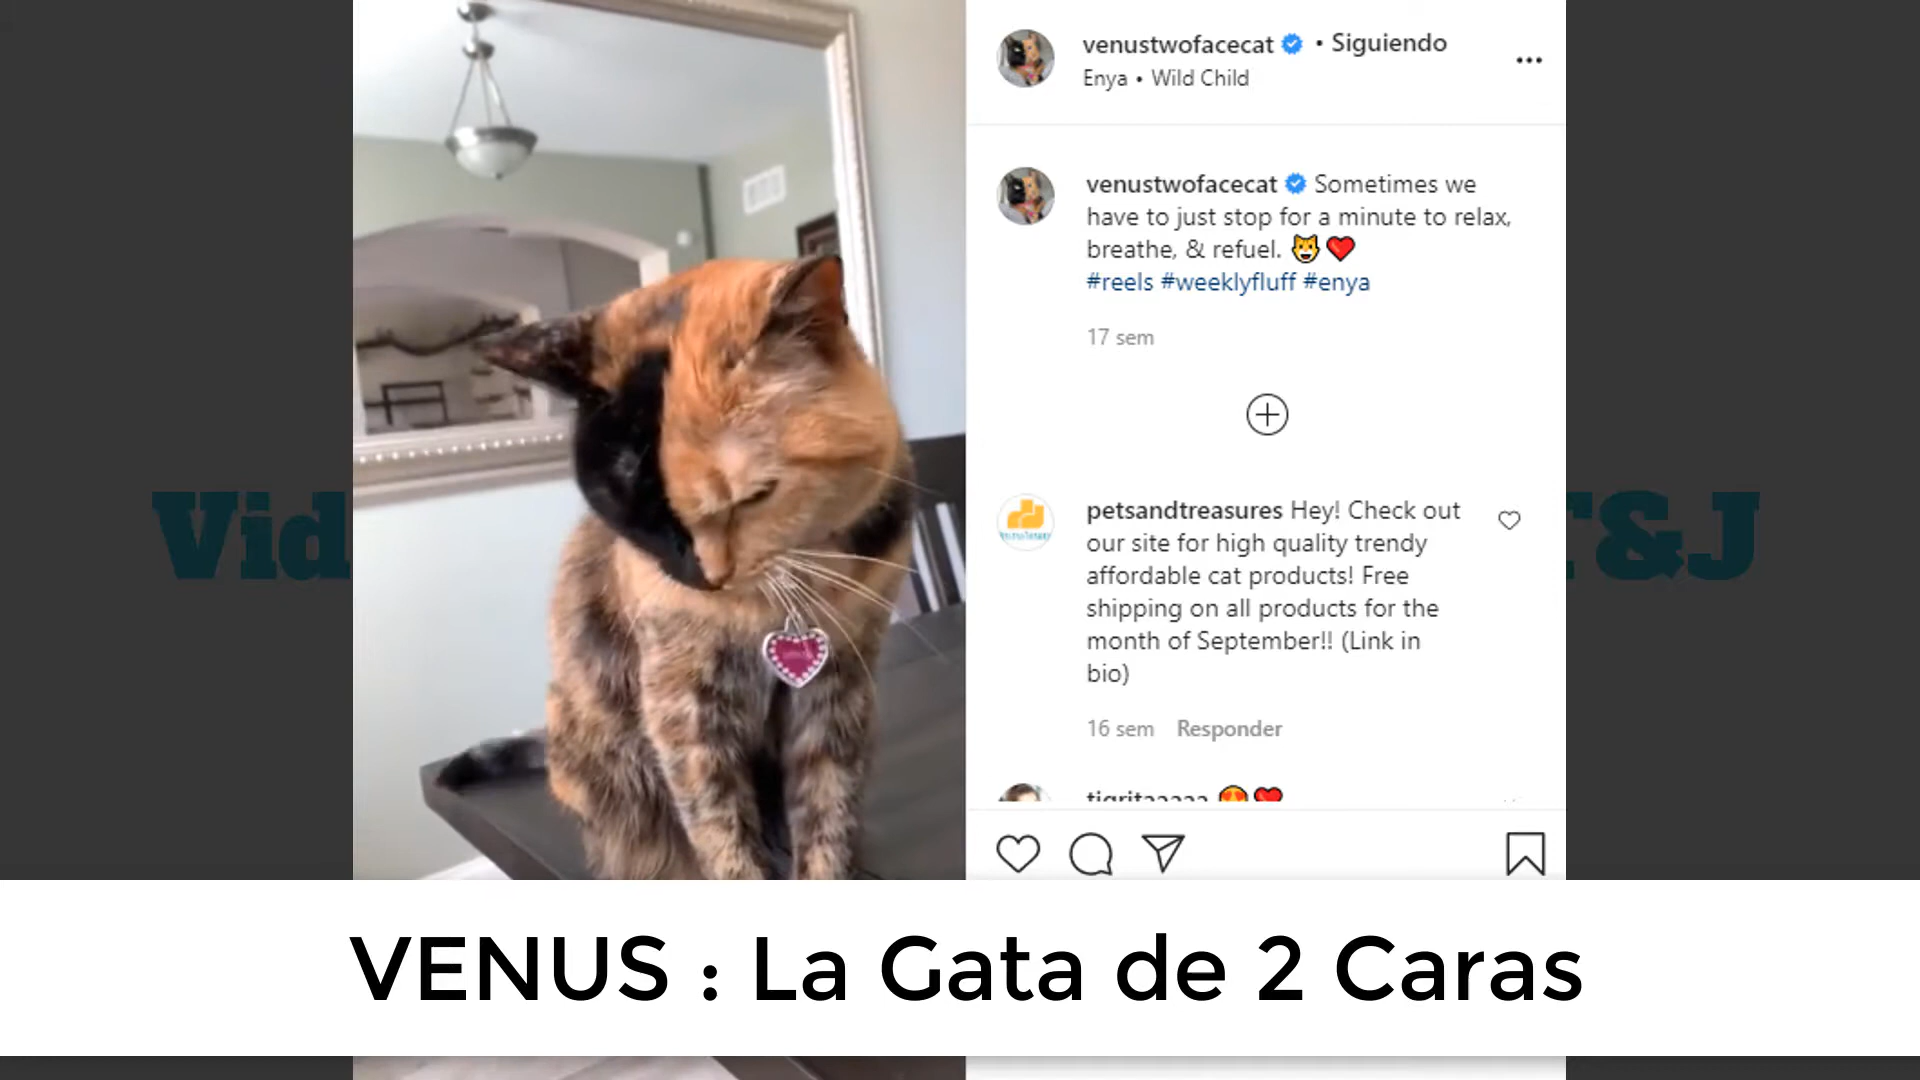 venustwofacecat • Siguiendo
Enya • Wild Child
venustwofacecat Sometimes we
have to just stop for a minute to relax,
breathe, & refuel. 😺❤️
#reels #weeklyfluff #enya
17 sem
petsandtreasures Hey! Check out
our site for high quality trendy
affordable cat products! Free
shipping on all products for the
month of September!! (Link in
bio)
16 sem Responder
tigritaaaaa 😍❤️
Vid
&J
VENUS : La Gata de 2 Caras